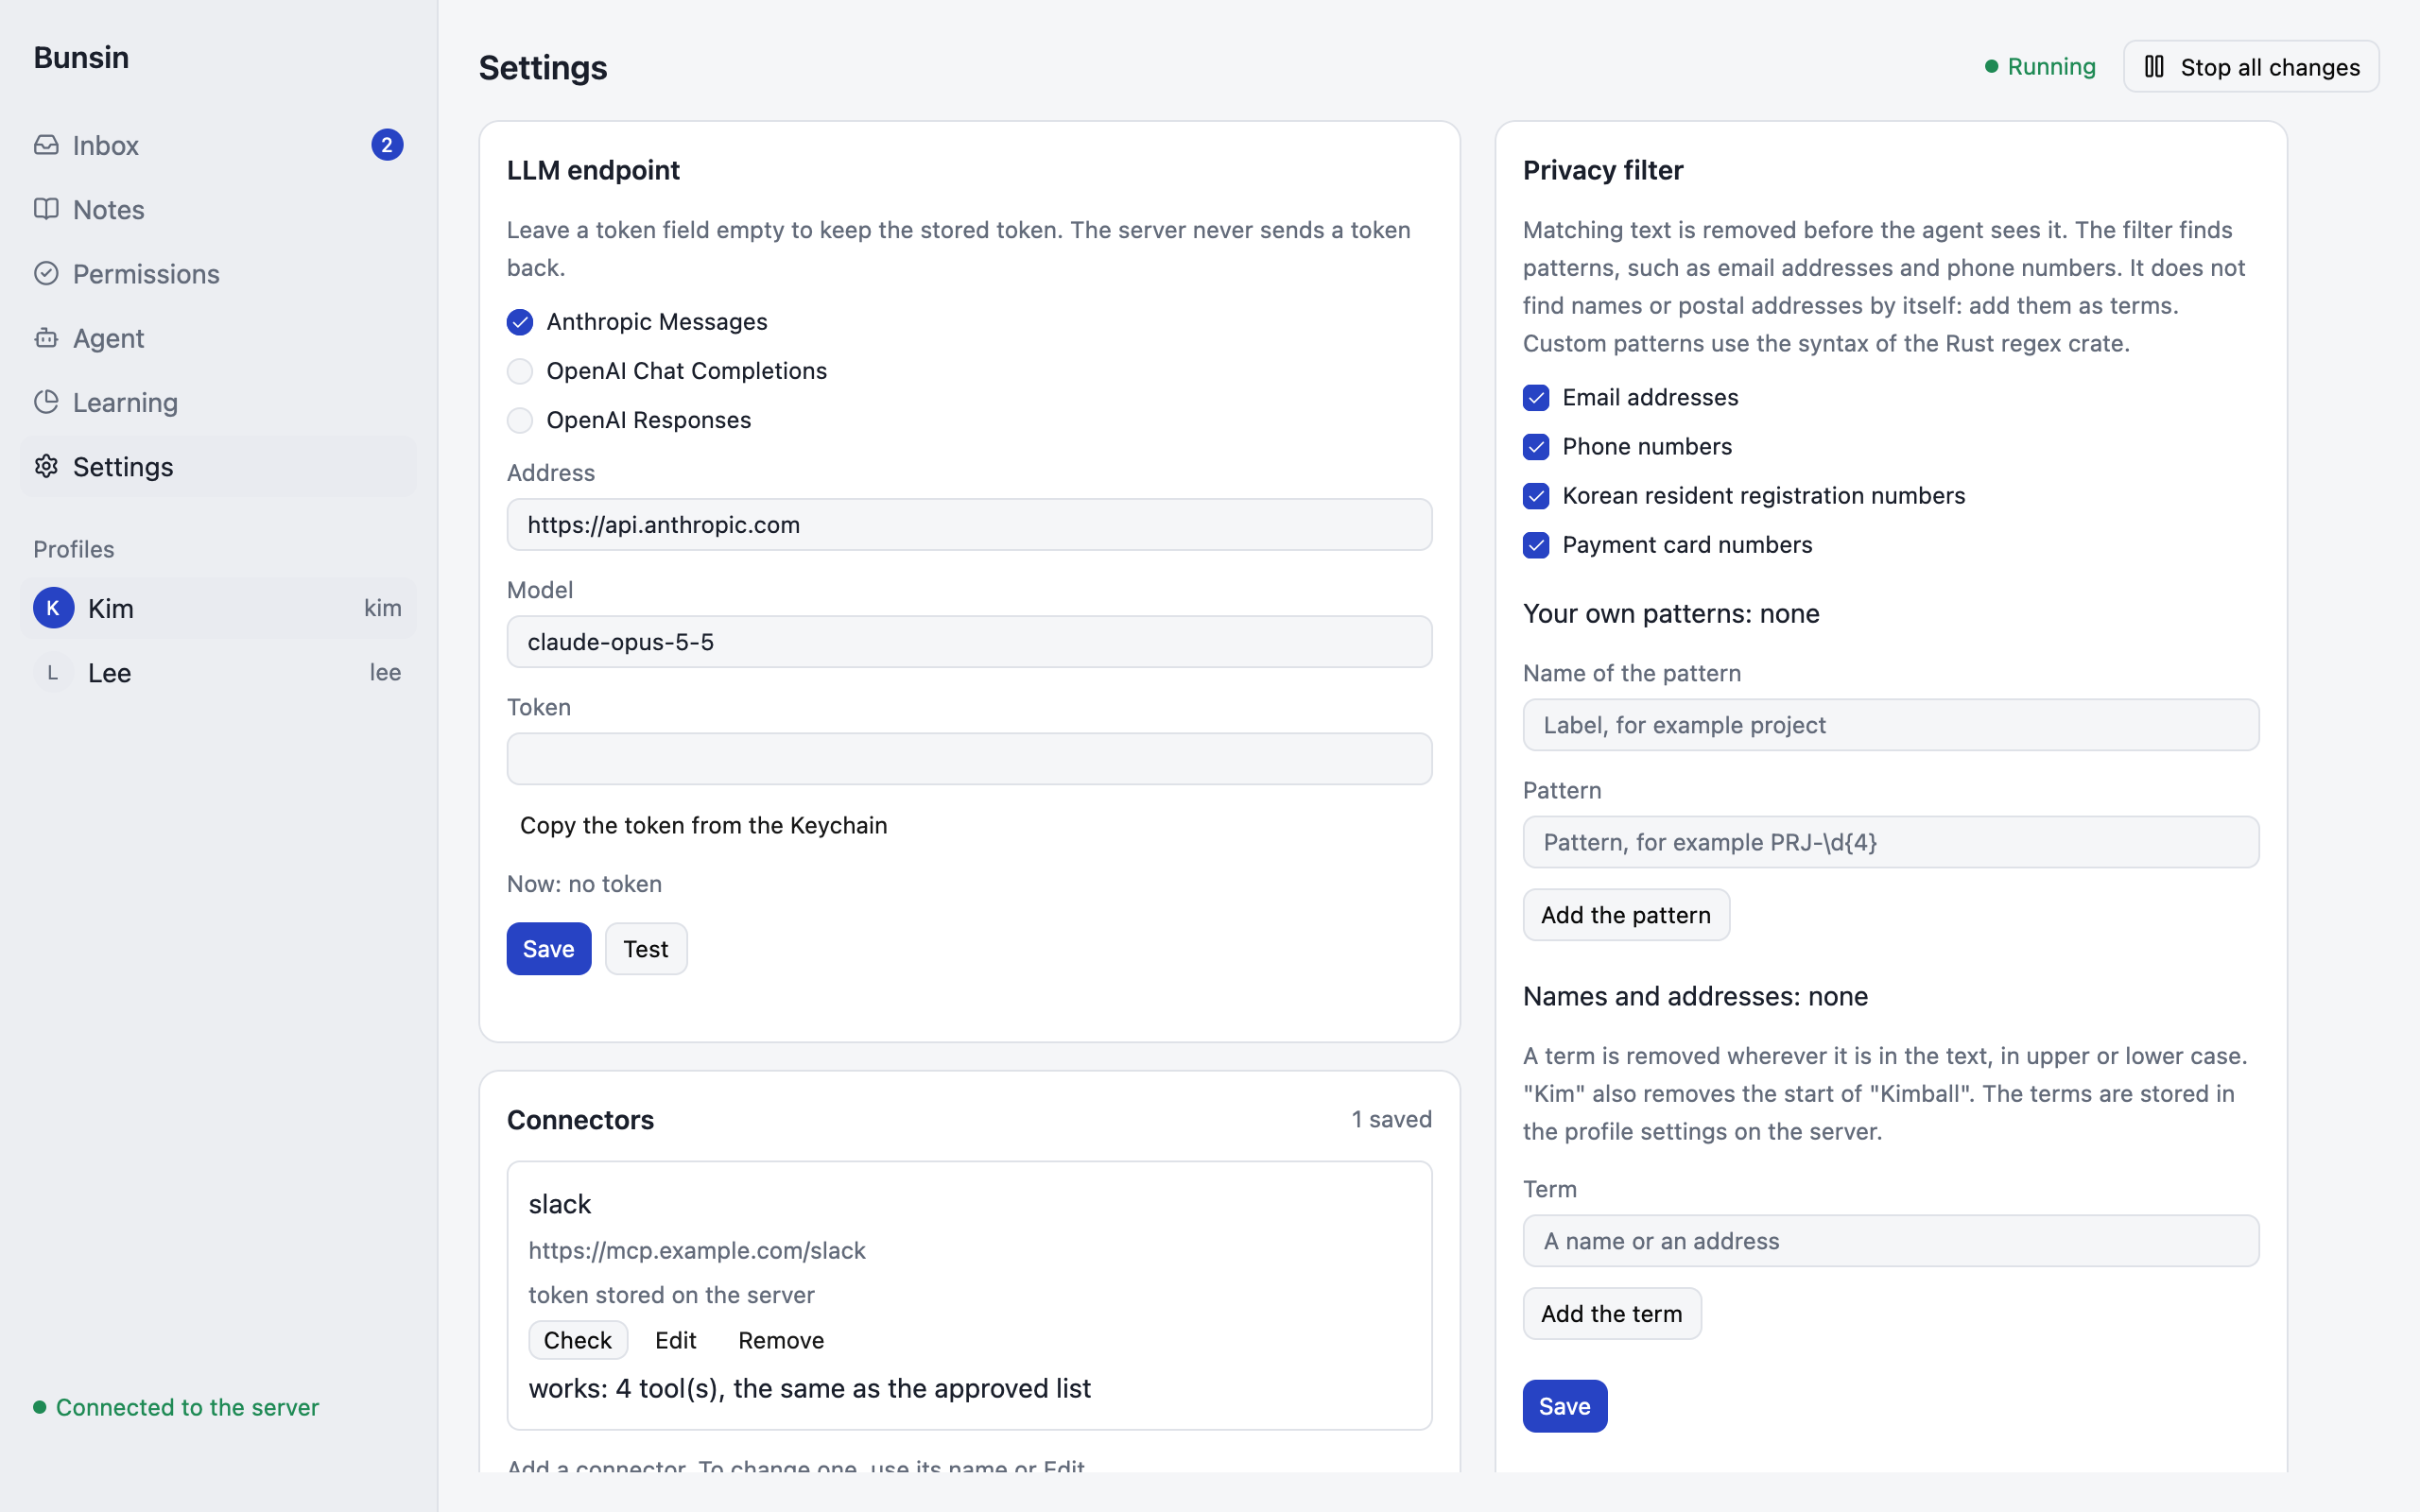 Bunsin
Inbox
2
Notes
Permissions
Agent
Learning
Settings
Profiles
K
Kim
kim
L
Lee
lee
Connected to the server
Settings
Running
Stop all changes
LLM endpoint
Leave a token field empty to keep the stored token. The server never sends a token
back.
Anthropic Messages
OpenAI Chat Completions
OpenAI Responses
Address
https://api.anthropic.com
Model
claude-opus-5-5
Token
Copy the token from the Keychain
Now: no token
Save
Test
Connectors
1 saved
slack
https://mcp.example.com/slack
token stored on the server
Check
Edit
Remove
works: 4 tool(s), the same as the approved list
Add a connector. To change one, use its name or Edit.
Privacy filter
Matching text is removed before the agent sees it. The filter finds
patterns, such as email addresses and phone numbers. It does not
find names or postal addresses by itself: add them as terms.
Custom patterns use the syntax of the Rust regex crate.
Email addresses
Phone numbers
Korean resident registration numbers
Payment card numbers
Your own patterns: none
Name of the pattern
Label, for example project
Pattern
Pattern, for example PRJ-\d{4}
Add the pattern
Names and addresses: none
A term is removed wherever it is in the text, in upper or lower case.
"Kim" also removes the start of "Kimball". The terms are stored in
the profile settings on the server.
Term
A name or an address
Add the term
Save